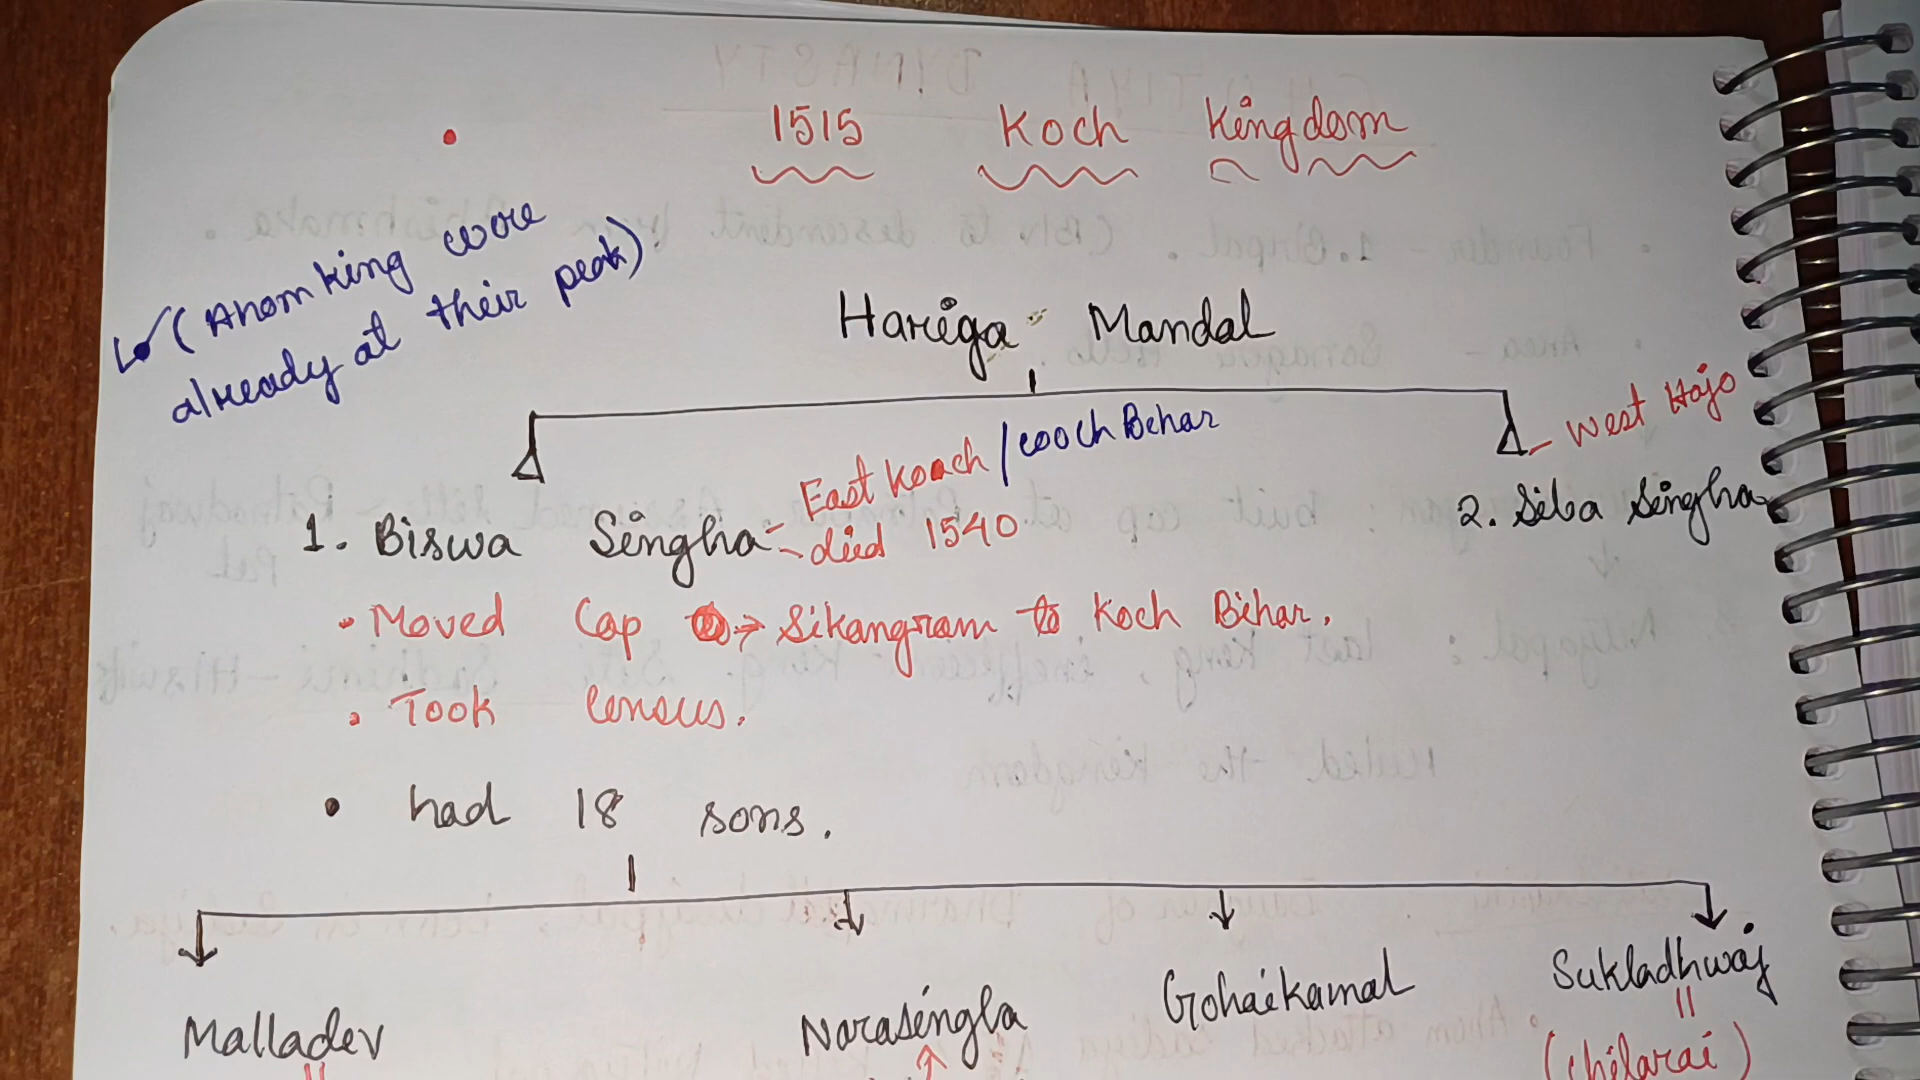 1515 Koch Kingdom
(Ahom king were
already at their peak)
Hariga Mandal
East Koach / cooch Behar
- West Hajo
1. Biswa Singha - died 1540
2. Siba Singha
• Moved Cap → Sikangram to Koch Bihar.
• Took Census.
• had 18 sons.
Malladev Narasingha Gohaikamal Sukladhwaj
(Chilarai)